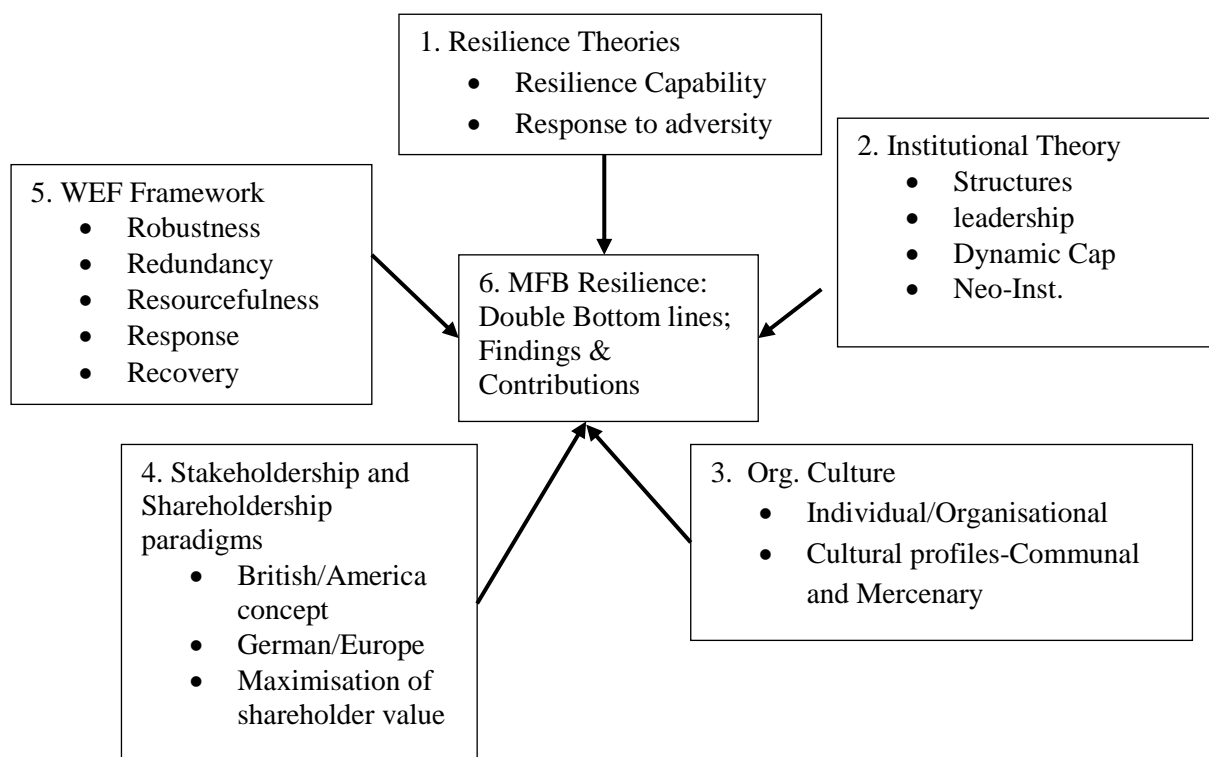 1. Resilience Theories
• Resilience Capability
• Response to adversity
2. Institutional Theory
• Structures
• leadership
• Dynamic Cap
• Neo-Inst.
3. Org. Culture
• Individual/Organisational
• Cultural profiles-Communal
and Mercenary
4. Stakeholdership and
Shareholdership
paradigms
• British/America
concept
• German/Europe
• Maximisation of
shareholder value
5. WEF Framework
• Robustness
• Redundancy
• Resourcefulness
• Response
• Recovery
6. MFB Resilience:
Double Bottom lines;
Findings &
Contributions